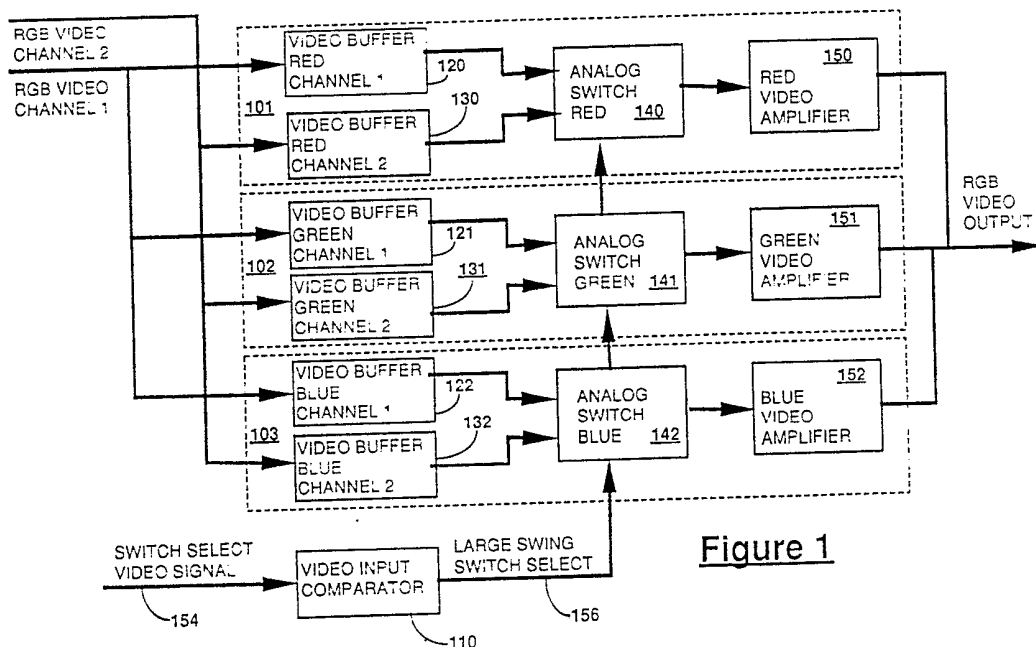 RGB VIDEO
CHANNEL 2
RGB VIDEO
CHANNEL 1
101
VIDEO BUFFER
RED
CHANNEL 1
120
130
VIDEO BUFFER
RED
CHANNEL 2
ANALOG
SWITCH
RED 140
150
RED
VIDEO
AMPLIFIER
102
VIDEO BUFFER
GREEN
CHANNEL 1
121
131
VIDEO BUFFER
GREEN
CHANNEL 2
ANALOG
SWITCH
GREEN 141
151
GREEN
VIDEO
AMPLIFIER
RGB
VIDEO
OUTPUT
103
VIDEO BUFFER
BLUE
CHANNEL 1
122
132
VIDEO BUFFER
BLUE
CHANNEL 2
ANALOG
SWITCH
BLUE 142
152
BLUE
VIDEO
AMPLIFIER
SWITCH SELECT
VIDEO SIGNAL
154
VIDEO INPUT
COMPARATOR
110
LARGE SWING
SWITCH SELECT
156
Figure 1